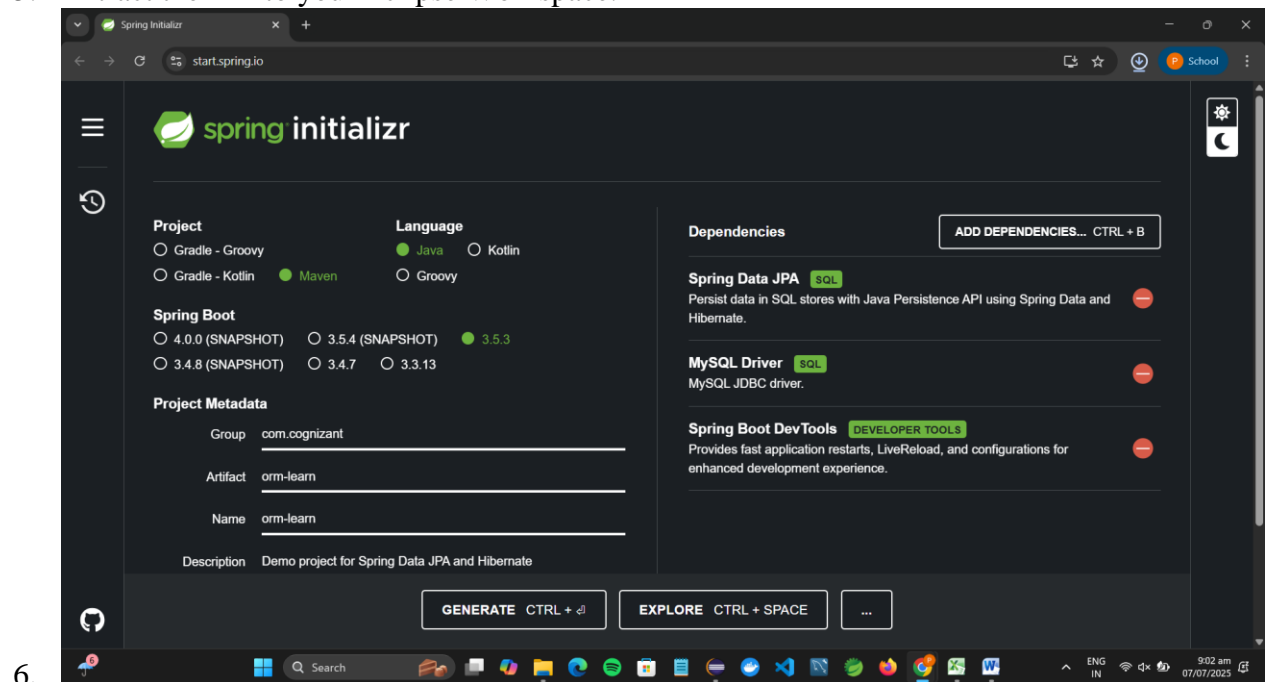 Spring Initializr
start.spring.io
School
spring initializr
Project
Language
Gradle - Groovy
Java
Kotlin
Gradle - Kotlin
Maven
Groovy
Spring Boot
4.0.0 (SNAPSHOT)
3.5.4 (SNAPSHOT)
3.5.3
3.4.8 (SNAPSHOT)
3.4.7
3.3.13
Project Metadata
Group com.cognizant
Artifact orm-learn
Name orm-learn
Description Demo project for Spring Data JPA and Hibernate
Dependencies
ADD DEPENDENCIES... CTRL + B
Spring Data JPA SQL
Persist data in SQL stores with Java Persistence API using Spring Data and
Hibernate.
MySQL Driver SQL
MySQL JDBC driver.
Spring Boot DevTools DEVELOPER TOOLS
Provides fast application restarts, LiveReload, and configurations for
enhanced development experience.
GENERATE CTRL + ⏎
EXPLORE CTRL + SPACE
...
6.
6
Search
ENG
IN
9:02 am
07/07/2025